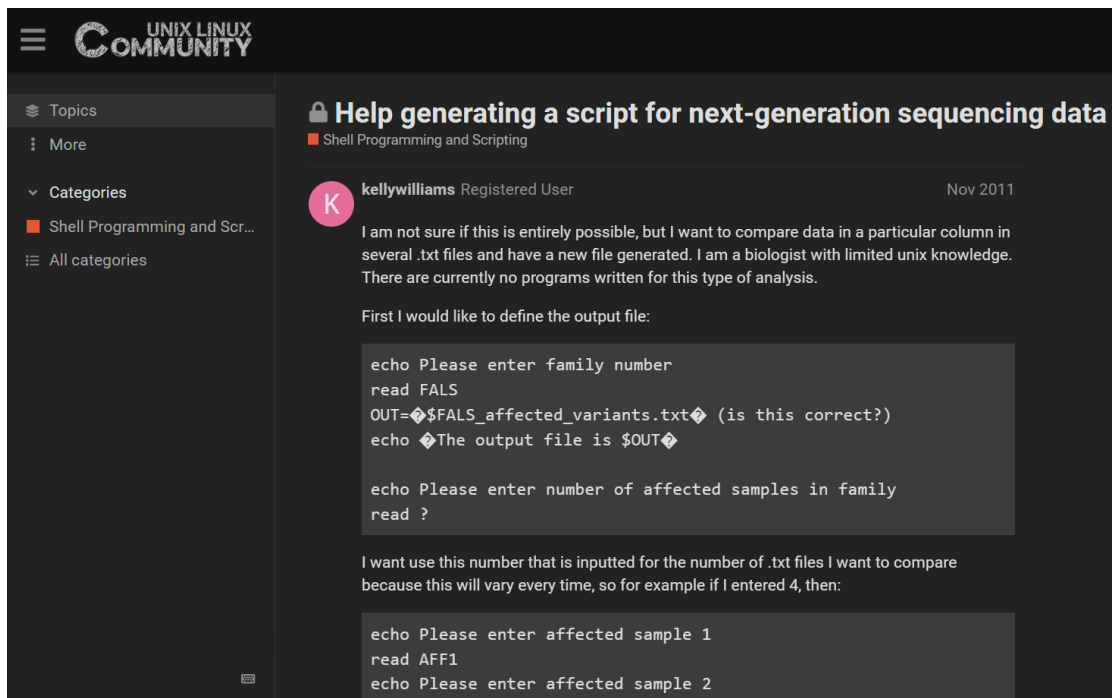 UNIX LINUX
COMMUNITY
Topics
More
Categories
Shell Programming and Scr...
All categories
Help generating a script for next-generation sequencing data
Shell Programming and Scripting
K
kellywilliams Registered User
Nov 2011
I am not sure if this is entirely possible, but I want to compare data in a particular column in
several .txt files and have a new file generated. I am a biologist with limited unix knowledge.
There are currently no programs written for this type of analysis.
First I would like to define the output file:
echo Please enter family number
read FALS
OUT=�$FALS_affected_variants.txt� (is this correct?)
echo �The output file is $OUT�
echo Please enter number of affected samples in family
read ?
I want use this number that is inputted for the number of .txt files I want to compare
because this will vary every time, so for example if I entered 4, then:
echo Please enter affected sample 1
read AFF1
echo Please enter affected sample 2